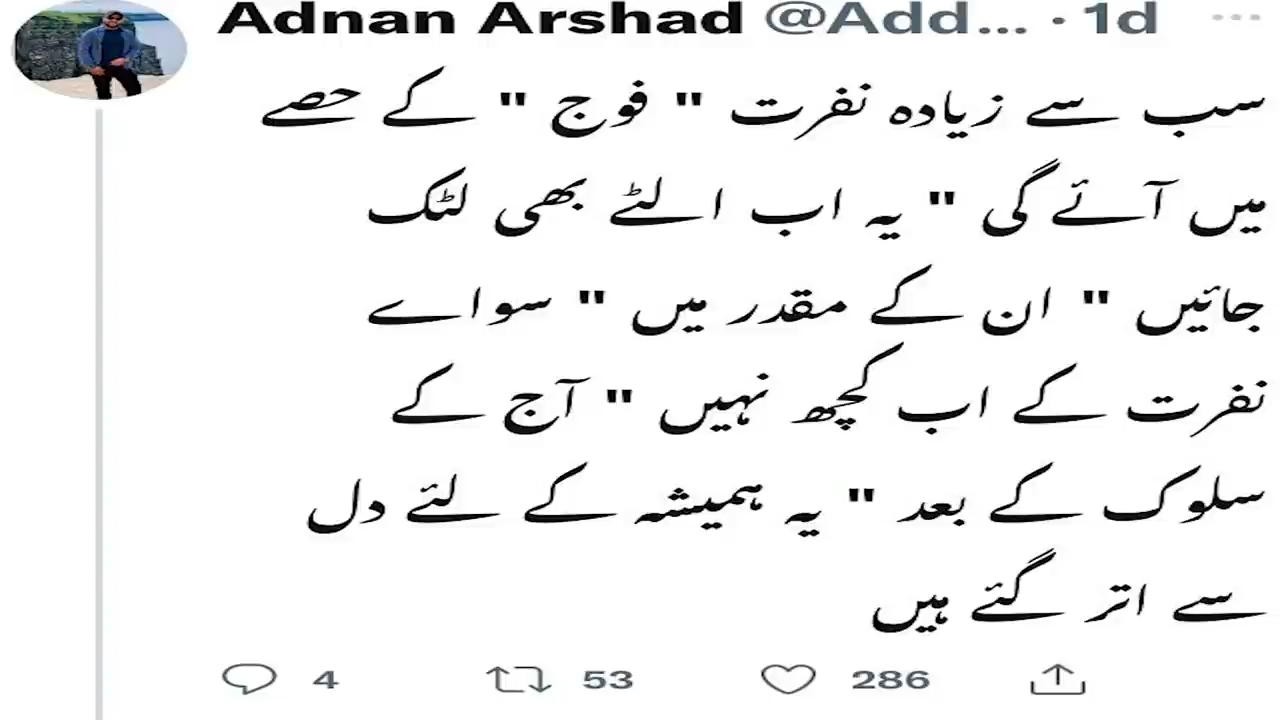 Adnan Arshad @Add... · 1d
سب سے زیادہ نفرت " فوج " کے حصے
میں آئے گی " یہ اب الٹے بھی لٹک
جائیں " ان کے مقدر میں " سواے
نفرت کے اب کچھ نہیں " آج کے
سلوک کے بعد " یہ ہمیشہ کے لئے دل
سے اتر گئے ہیں
4 53 286